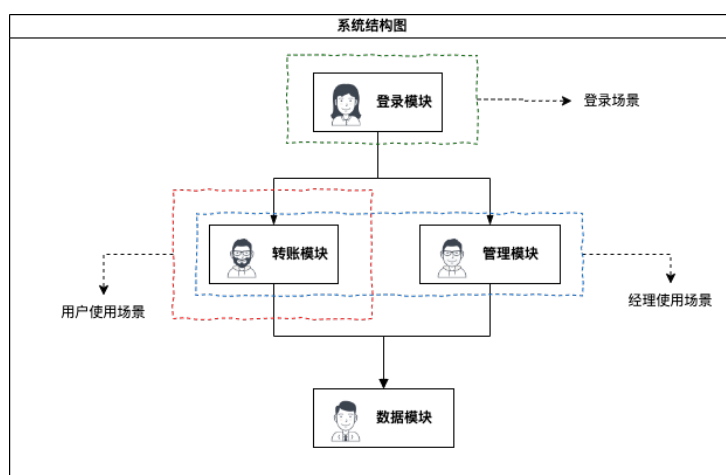 系统结构图
登录模块
登录场景
转账模块
管理模块
用户使用场景
经理使用场景
数据模块